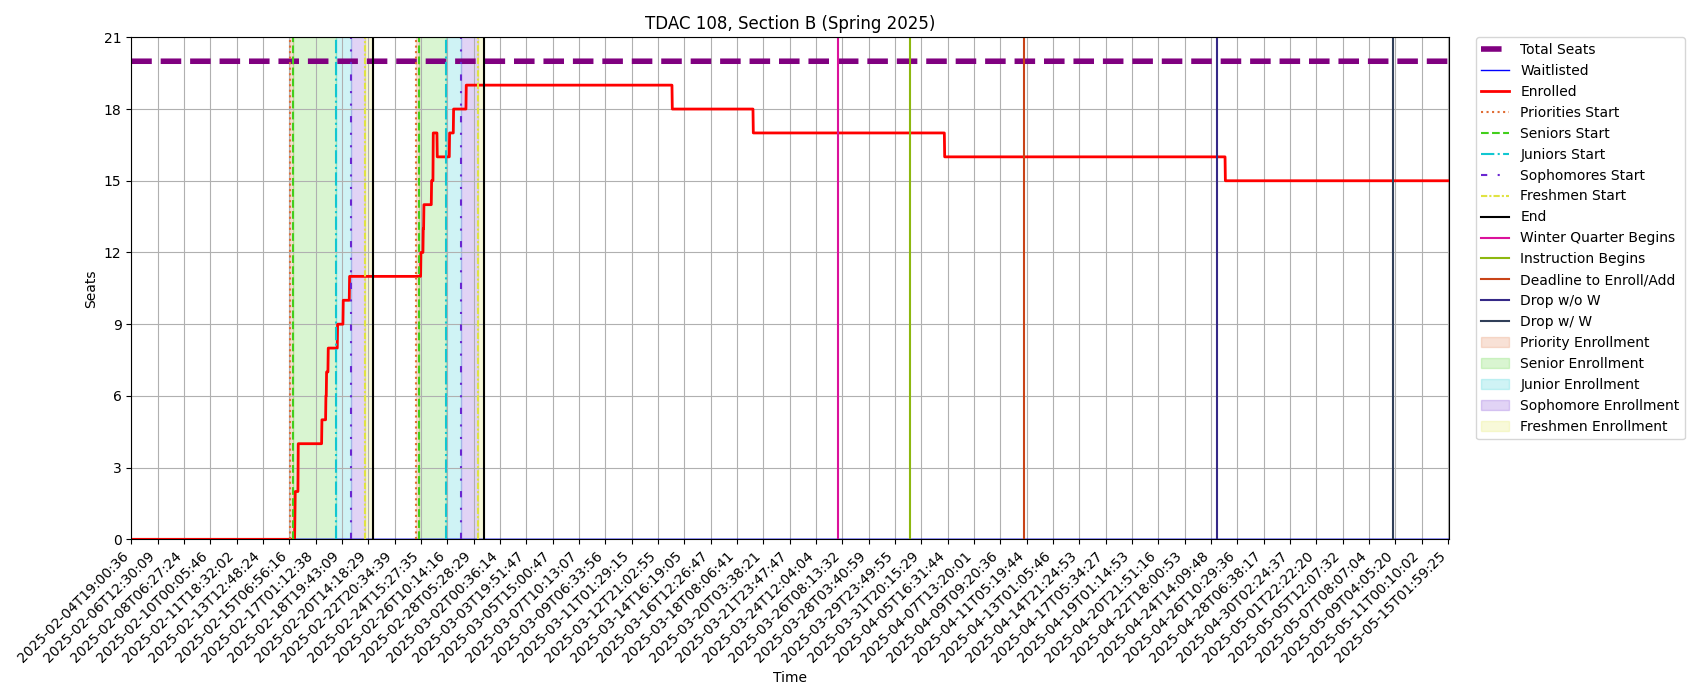 TDAC 108, Section B (Spring 2025)
21
18
15
12
9
6
3
0
Seats
2025-02-04T19:00:36
2025-02-06T12:30:09
2025-02-08T06:27:24
2025-02-10T00:05:46
2025-02-11T18:32:02
2025-02-13T12:48:24
2025-02-15T06:56:16
2025-02-17T01:12:38
2025-02-18T19:43:09
2025-02-20T14:18:29
2025-02-22T20:34:39
2025-02-24T15:27:35
2025-02-26T10:14:16
2025-02-28T05:28:29
2025-03-02T00:36:14
2025-03-03T19:51:47
2025-03-05T15:00:47
2025-03-07T10:13:07
2025-03-09T06:33:56
2025-03-11T01:29:15
2025-03-12T21:02:55
2025-03-14T16:19:05
2025-03-16T12:26:47
2025-03-18T08:06:41
2025-03-20T03:38:21
2025-03-21T23:47:47
2025-03-24T12:04:04
2025-03-26T08:13:32
2025-03-28T03:40:59
2025-03-29T23:49:55
2025-03-31T20:15:29
2025-04-05T16:31:44
2025-04-07T13:20:01
2025-04-09T09:20:36
2025-04-11T05:19:44
2025-04-13T01:05:46
2025-04-14T21:24:53
2025-04-17T05:34:27
2025-04-19T01:14:53
2025-04-20T21:51:16
2025-04-22T18:00:53
2025-04-24T14:09:48
2025-04-26T10:29:36
2025-04-28T06:38:17
2025-04-30T02:24:37
2025-05-01T22:22:20
2025-05-05T12:07:32
2025-05-07T08:07:04
2025-05-09T04:05:20
2025-05-11T00:10:02
2025-05-15T01:59:25
Time
Total Seats
Waitlisted
Enrolled
Priorities Start
Seniors Start
Juniors Start
Sophomores Start
Freshmen Start
End
Winter Quarter Begins
Instruction Begins
Deadline to Enroll/Add
Drop w/o W
Drop w/ W
Priority Enrollment
Senior Enrollment
Junior Enrollment
Sophomore Enrollment
Freshmen Enrollment